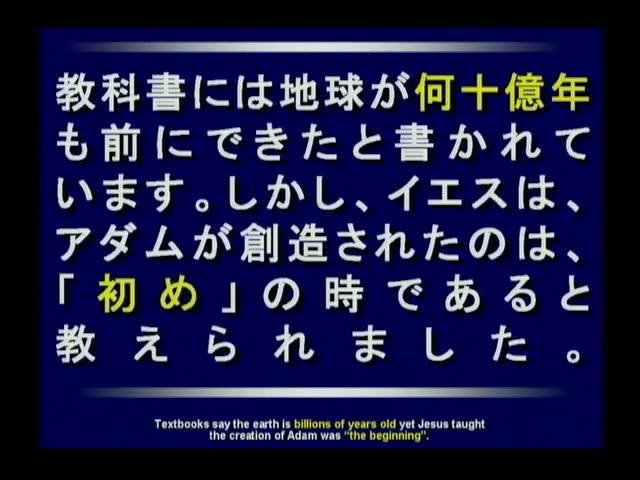 教科書には地球が何十億年
も前にできたと書かれて
います。しかし、イエスは、
アダムが創造されたのは、
「初め」の時であると
教えられました。
Textbooks say the earth is billions of years old yet Jesus taught
the creation of Adam was "the beginning".